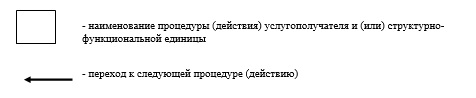 - наименование процедуры (действия) услугополучателя и (или) структурно-
функциональной единицы
- переход к следующей процедуре (действию)